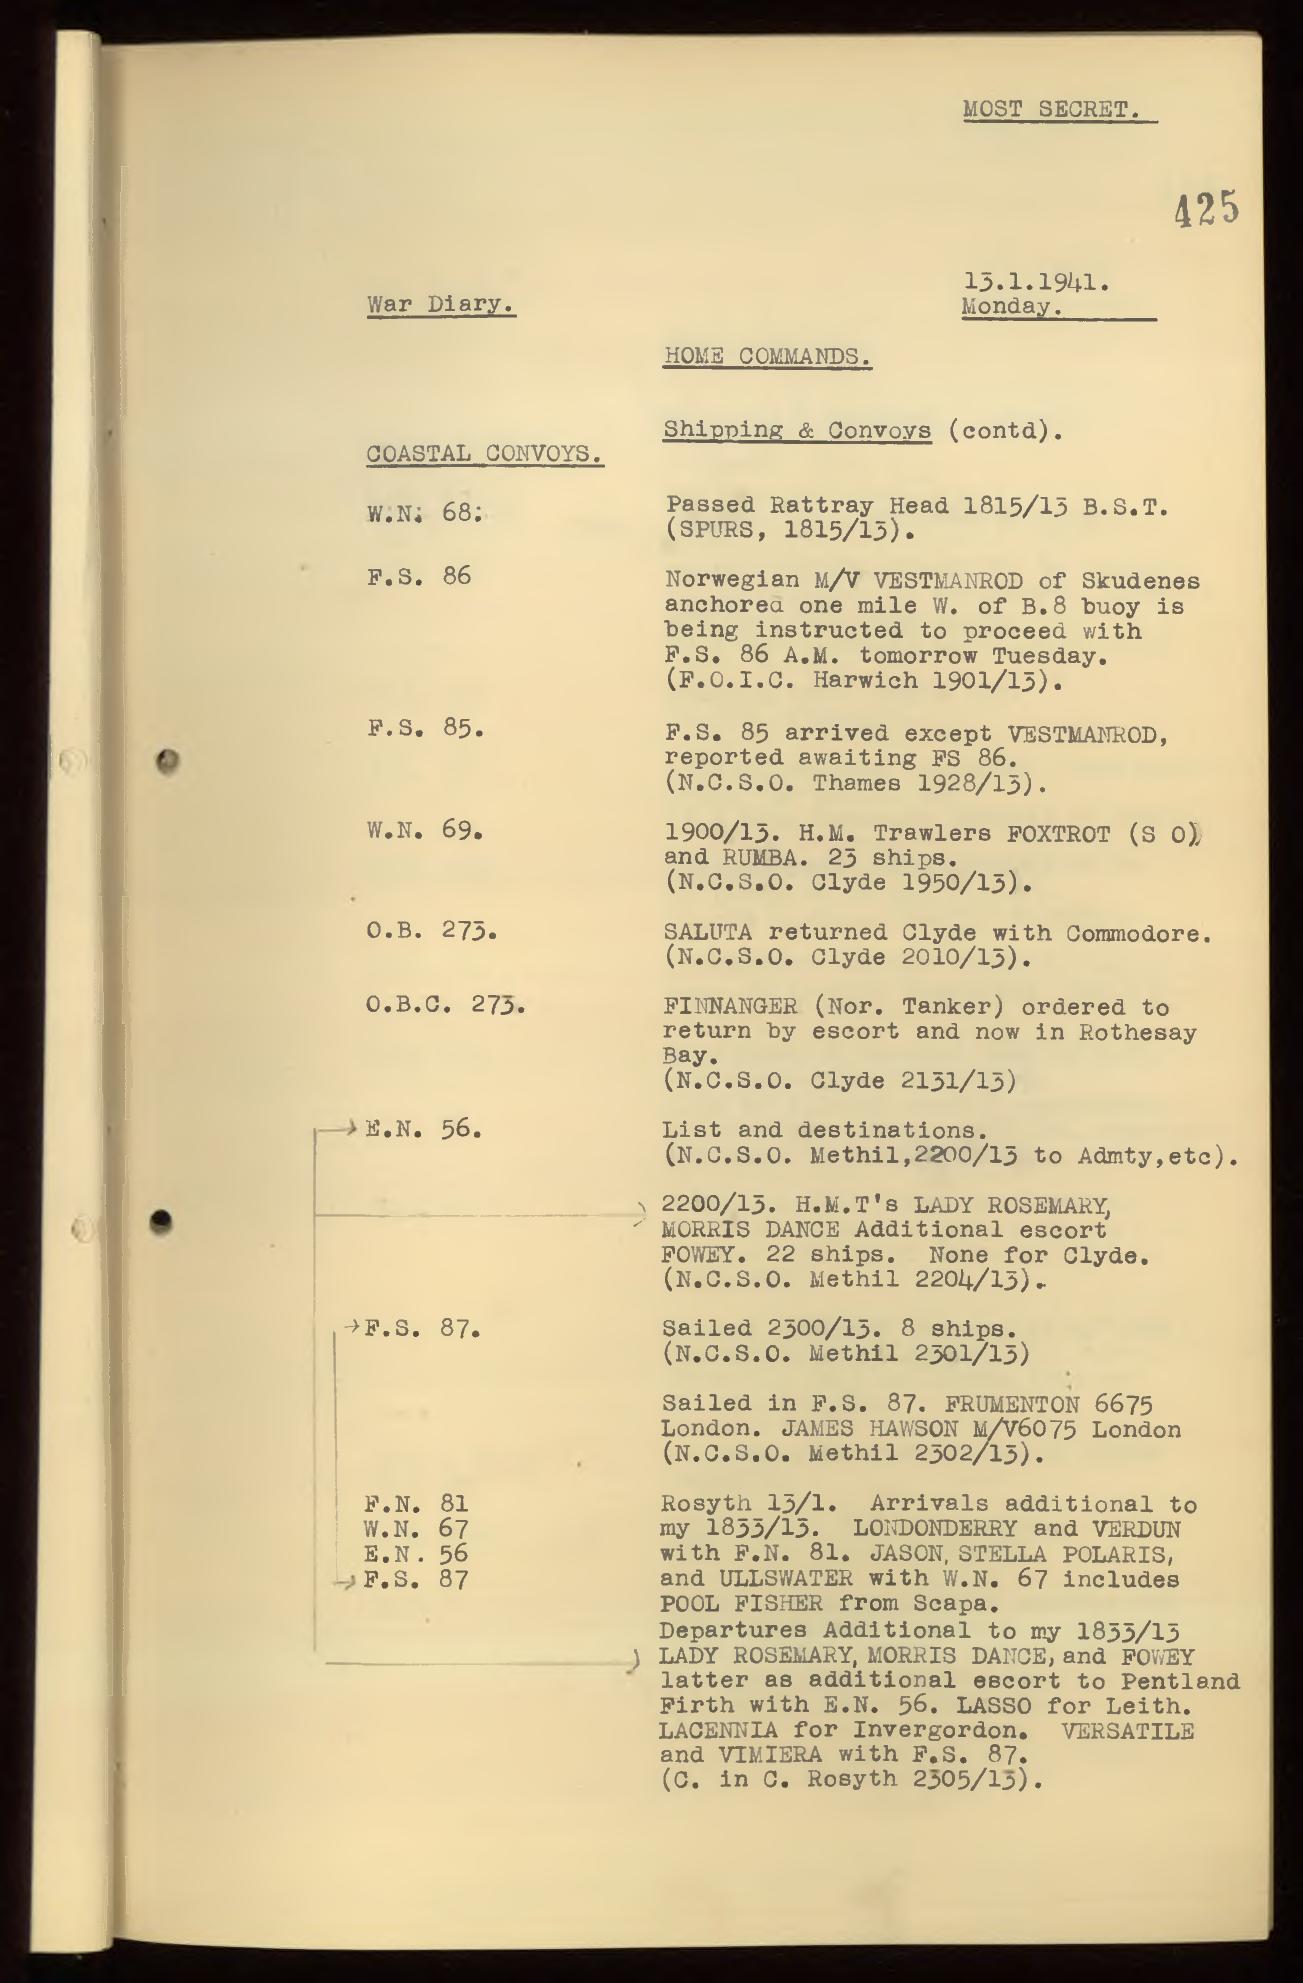 MOST SECRET.
425
13.1.1941.
War Diary.
Monday.
HOME COMMANDS.
Shipping & Convoys (contd).
COASTAL CONVOYS.
W.N. 68.
Passed Rattray Head 1815/13 B.S.T.
(SPURS, 1815/13).
F.S. 86
Norwegian M/V VESTMANROD of Skudenes
anchored one mile W. of B.8 buoy is
being instructed to proceed with
F.S. 86 A.M. tomorrow Tuesday.
(F.O.I.C. Harwich 1901/13).
F.S. 85.
F.S. 85 arrived except VESTMANROD,
reported awaiting FS 86.
(N.C.S.O. Thames 1928/13).
W.N. 69.
1900/13. H.M. Trawlers FOXTROT (S O)
and RUMBA. 23 ships.
(N.C.S.O. Clyde 1950/13).
O.B. 273.
SALUTA returned Clyde with Commodore.
(N.C.S.O. Clyde 2010/13).
O.B.C. 273.
FINNANGER (Nor. Tanker) ordered to
return by escort and now in Rothesay
Bay.
(N.C.S.O. Clyde 2131/13)
E.N. 56.
List and destinations.
(N.C.S.O. Methil,2200/13 to Admty,etc).
2200/13. H.M.T's LADY ROSEMARY,
MORRIS DANCE Additional escort
FOWEY. 22 ships. None for Clyde.
(N.C.S.O. Methil 2204/13).
F.S. 87.
Sailed 2300/13. 8 ships.
(N.C.S.O. Methil 2301/13)
Sailed in F.S. 87. FRUMENTON 6675
London. JAMES HAWSON M/V6075 London
(N.C.S.O. Methil 2302/13).
F.N. 81
W.N. 67
E.N. 56
F.S. 87
Rosyth 13/1. Arrivals additional to
my 1833/13. LONDONDERRY and VERDUN
with F.N. 81. JASON, STELLA POLARIS,
and ULLSWATER with W.N. 67 includes
POOL FISHER from Scapa.
Departures Additional to my 1833/13
LADY ROSEMARY, MORRIS DANCE, and FOWEY
latter as additional escort to Pentland
Firth with E.N. 56. LASSO for Leith.
LACENNIA for Invergordon. VERSATILE
and VIMIERA with F.S. 87.
(C. in C. Rosyth 2305/13).